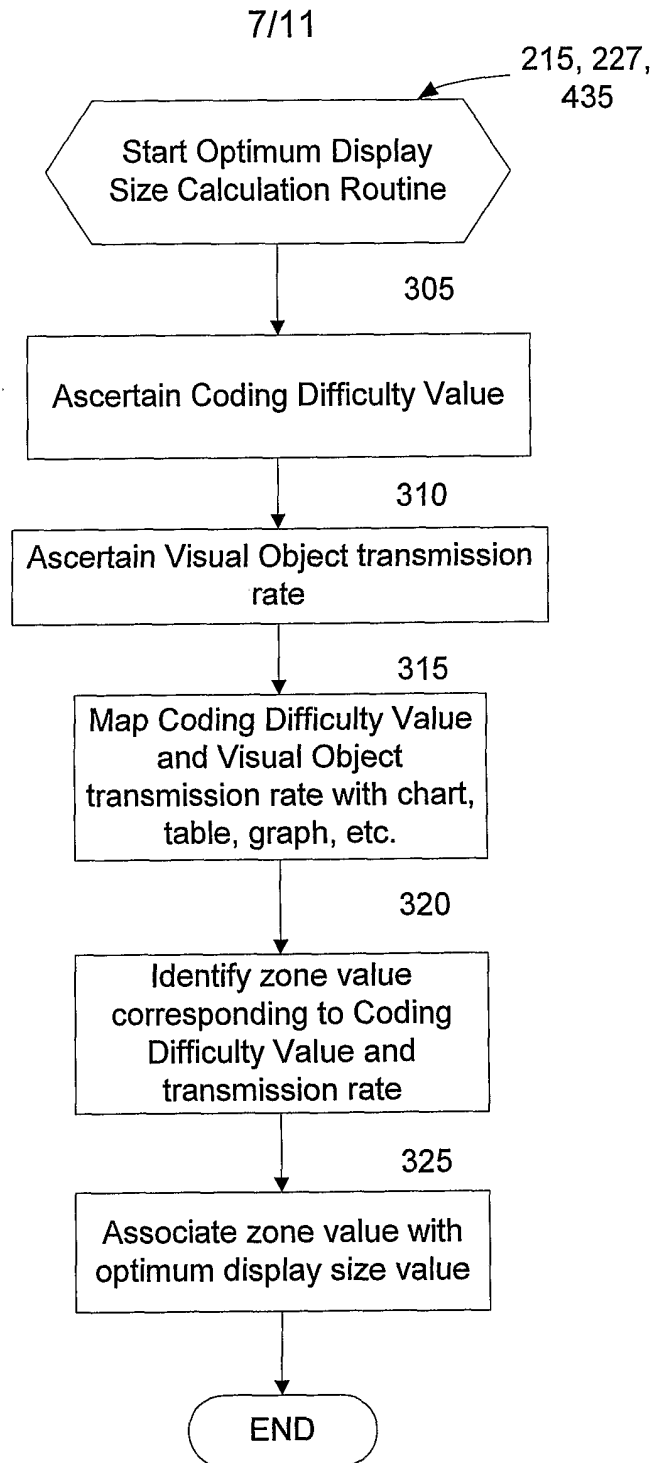 7/11
215, 227,
435
Start Optimum Display
Size Calculation Routine
305
Ascertain Coding Difficulty Value
310
Ascertain Visual Object transmission
rate
315
Map Coding Difficulty Value
and Visual Object
transmission rate with chart,
table, graph, etc.
320
Identify zone value
corresponding to Coding
Difficulty Value and
transmission rate
325
Associate zone value with
optimum display size value
END